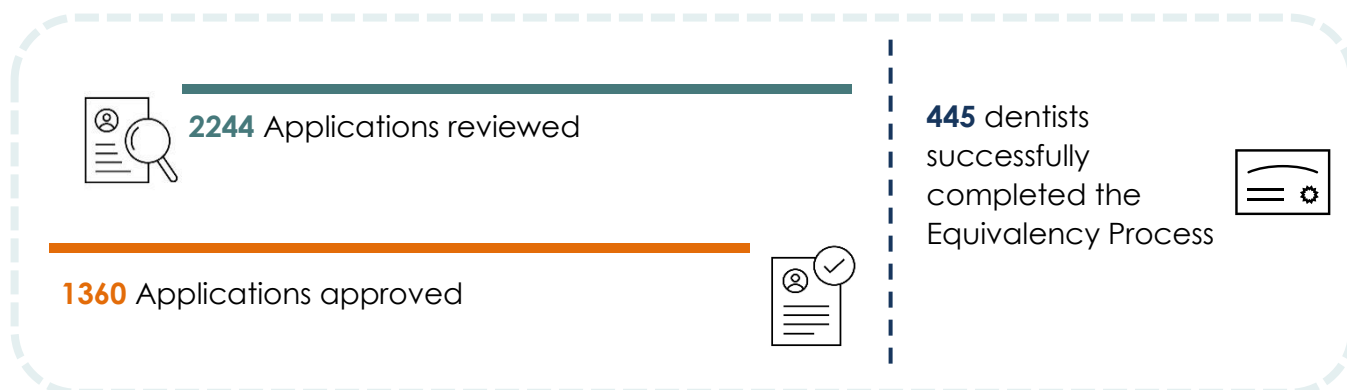 2244 Applications reviewed
1360 Applications approved
445 dentists
successfully
completed the
Equivalency Process